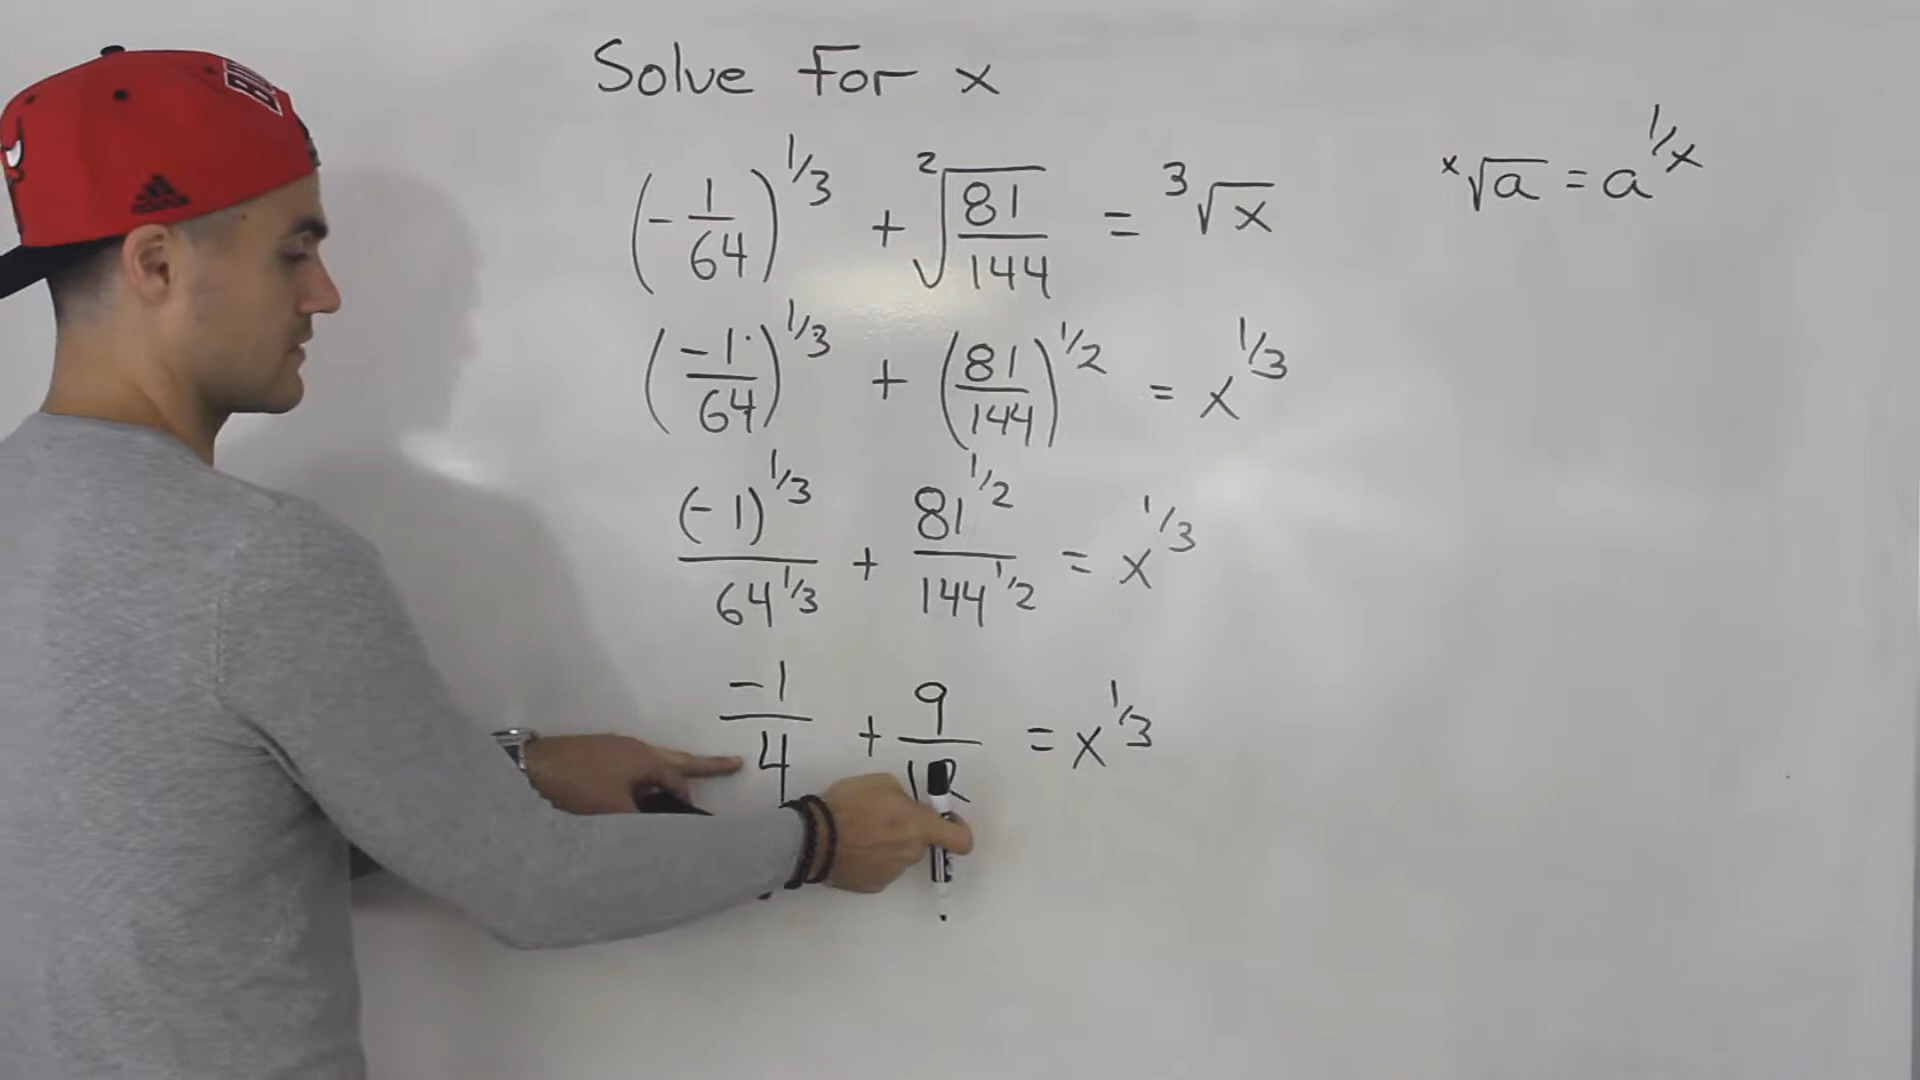 Solve For x
(-1/64)^1/3 + ²√(81/144) = ³√x
ˣ√a = a^1/x
(-1/64)^1/3 + (81/144)^1/2 = x^1/3
(-1)^1/3 / 64^1/3 + 81^1/2 / 144^1/2 = x^1/3
-1/4 + 9/12 = x^1/3